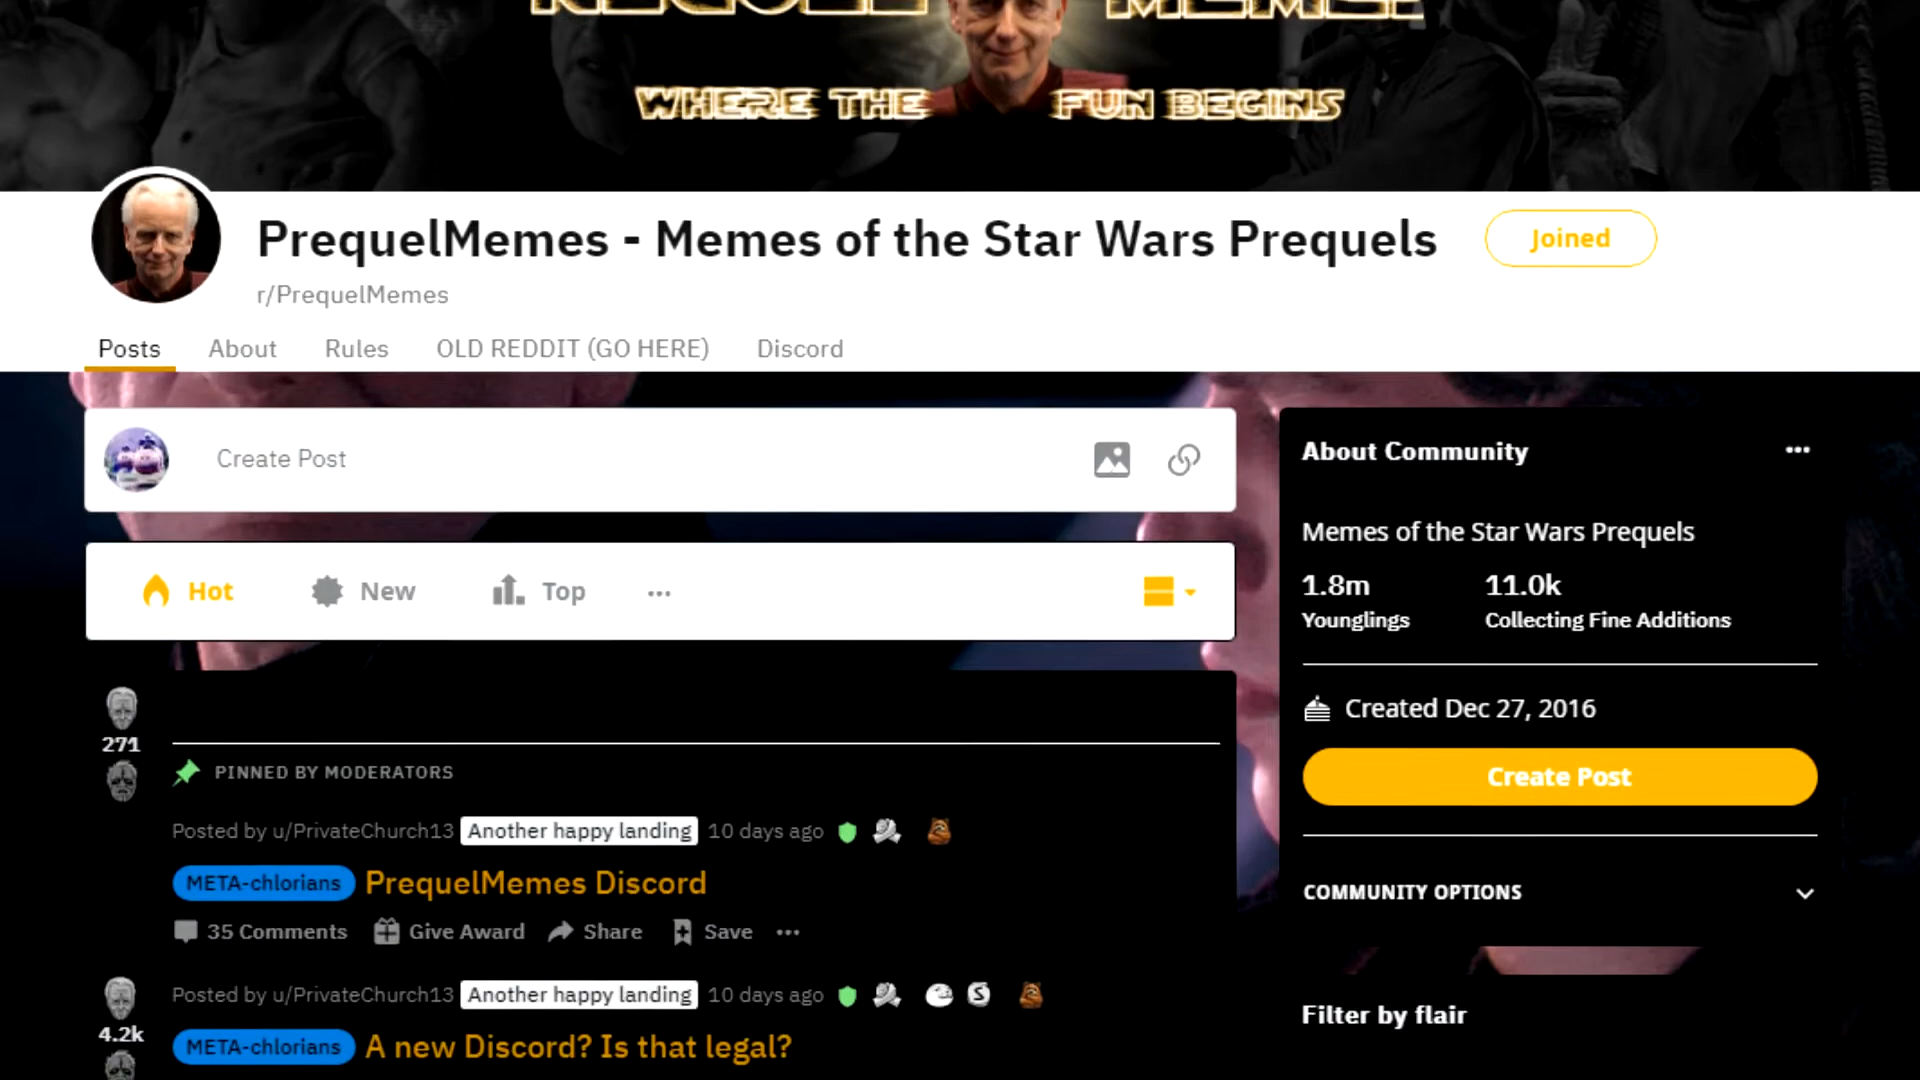 WHERE THE FUN BEGINS
PrequelMemes - Memes of the Star Wars Prequels
Joined
r/PrequelMemes
Posts About Rules OLD REDDIT (GO HERE) Discord
Create Post
Hot New Top ...
271
PINNED BY MODERATORS
Posted by u/PrivateChurch13 Another happy landing 10 days ago
META-chlorians PrequelMemes Discord
35 Comments Give Award Share Save ...
Posted by u/PrivateChurch13 Another happy landing 10 days ago
4.2k
META-chlorians A new Discord? Is that legal?
About Community ...
Memes of the Star Wars Prequels
1.8m 11.0k
Younglings Collecting Fine Additions
Created Dec 27, 2016
Create Post
COMMUNITY OPTIONS
Filter by flair